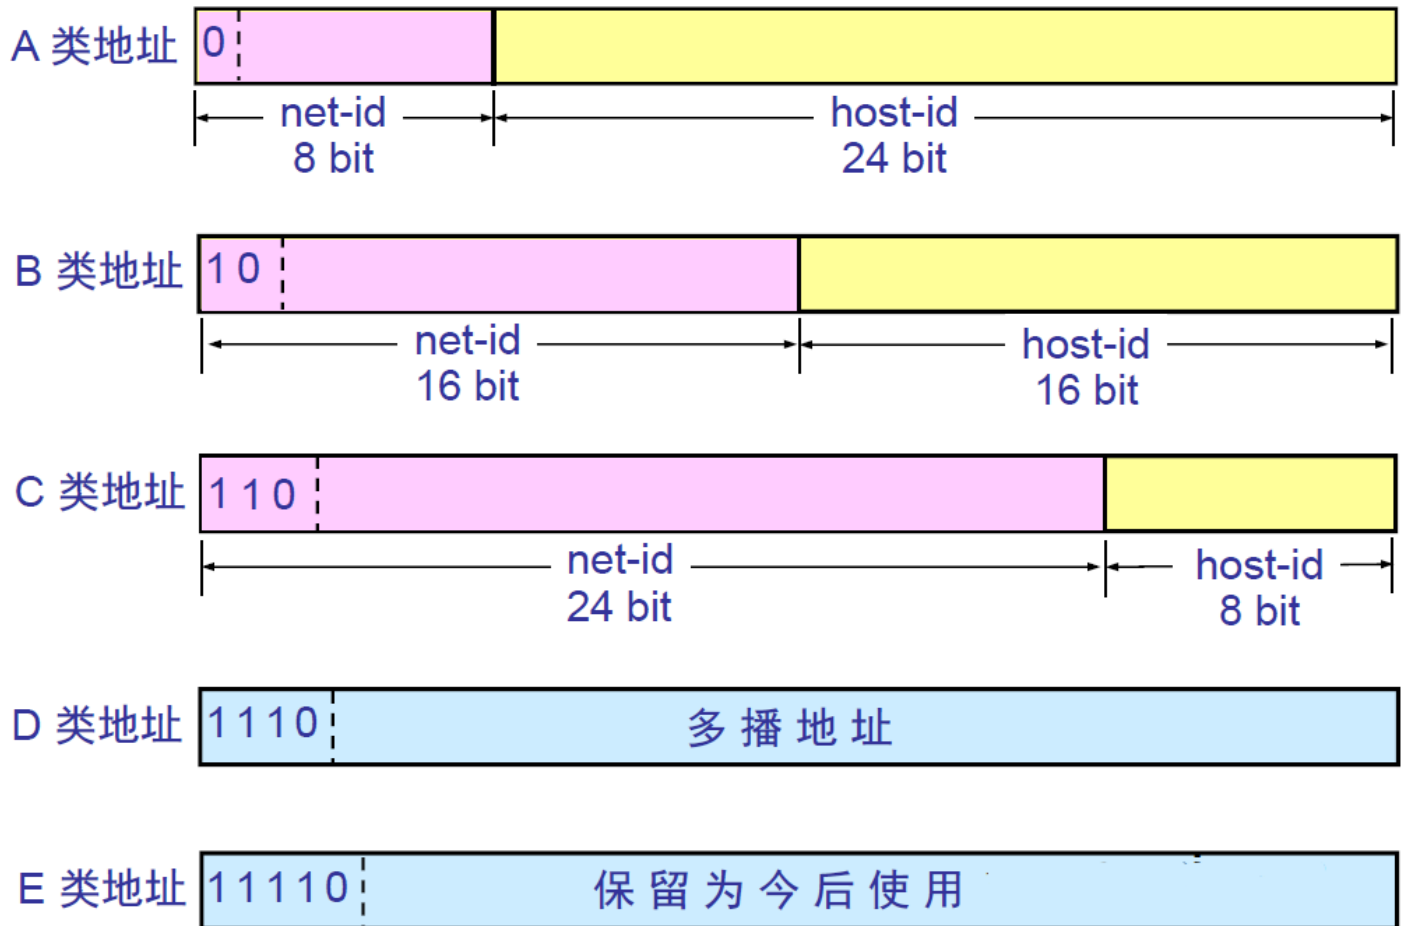 A 类地址
0
net-id
8 bit
host-id
24 bit
B 类地址
1 0
net-id
16 bit
host-id
16 bit
C 类地址
1 1 0
net-id
24 bit
host-id
8 bit
D 类地址
1 1 1 0
多 播 地 址
E 类地址
1 1 1 1 0
保 留 为 今 后 使 用